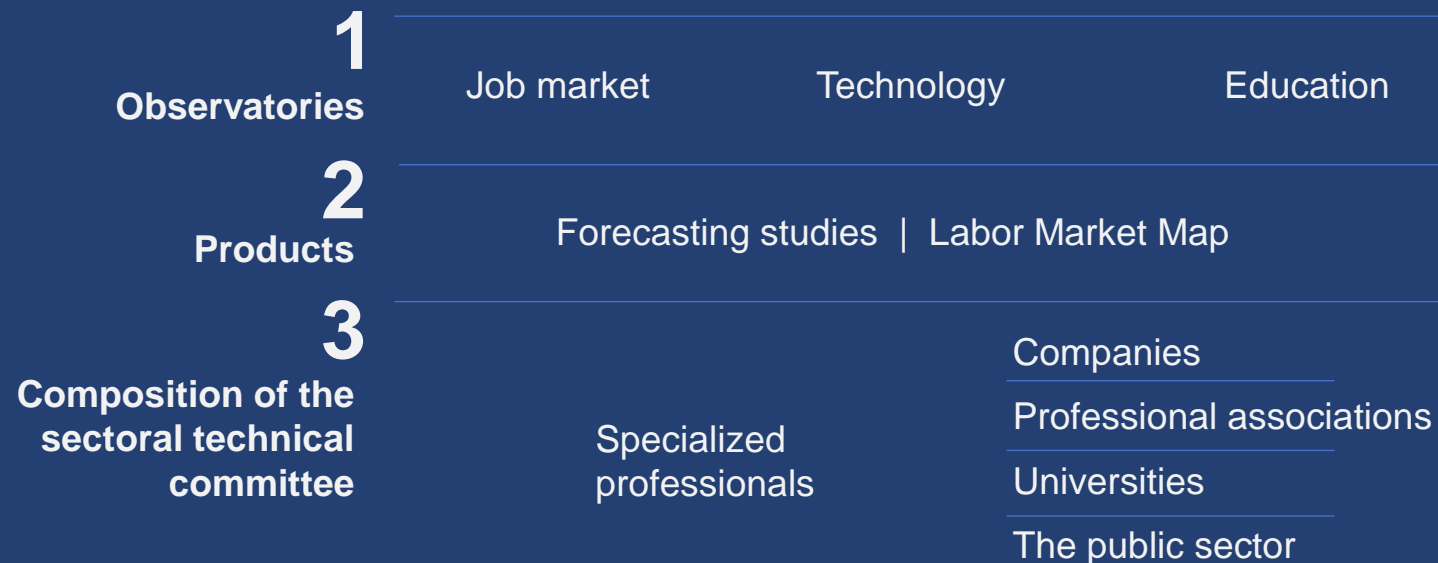 1
Observatories
Job market
Technology
Education
2
Products
Forecasting studies | Labor Market Map
3
Composition of the
sectoral technical
committee
Specialized
professionals
Companies
Professional associations
Universities
The public sector